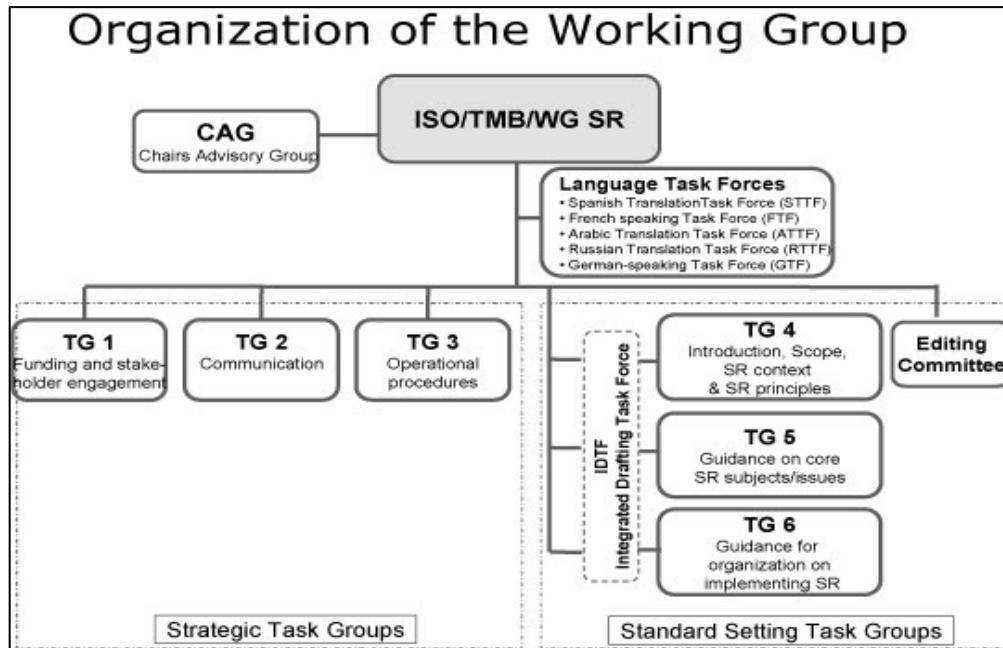 Organization of the Working Group
ISO/TMB/WG SR
CAG
Chairs Advisory Group
Language Task Forces
• Spanish TranslationTask Force (STTF)
• French speaking Task Force (FTF)
• Arabic Translation Task Force (ATTF)
• Russian Translation Task Force (RTTF)
• German-speaking Task Force (GTF)
TG 1
Funding and stake-
holder engagement
TG 2
Communication
TG 3
Operational
procedures
IDTF
Integrated Drafting Task Force
TG 4
Introduction, Scope,
SR context
& SR principles
TG 5
Guidance on core
SR subjects/issues
TG 6
Guidance for
organization on
implementing SR
Editing
Committee
Strategic Task Groups
Standard Setting Task Groups